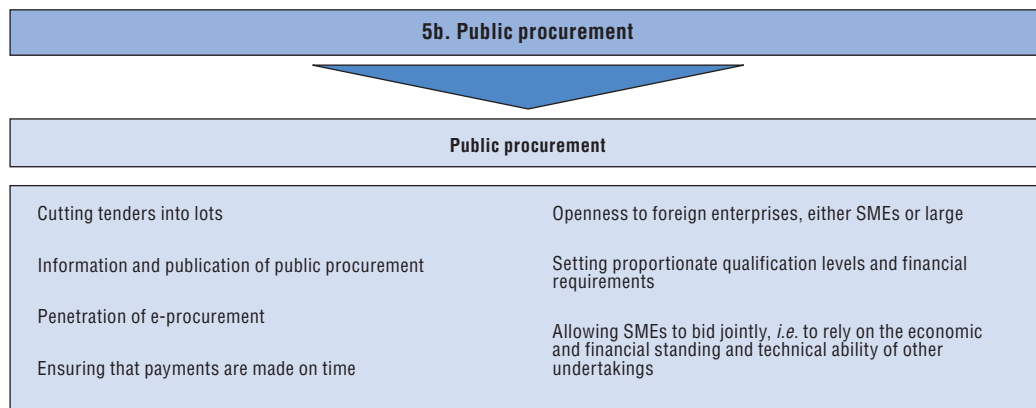 5b. Public procurement
Public procurement
Cutting tenders into lots
Information and publication of public procurement
Penetration of e-procurement
Ensuring that payments are made on time
Openness to foreign enterprises, either SMEs or large
Setting proportionate qualification levels and financial
requirements
Allowing SMEs to bid jointly, i.e. to rely on the economic
and financial standing and technical ability of other
undertakings